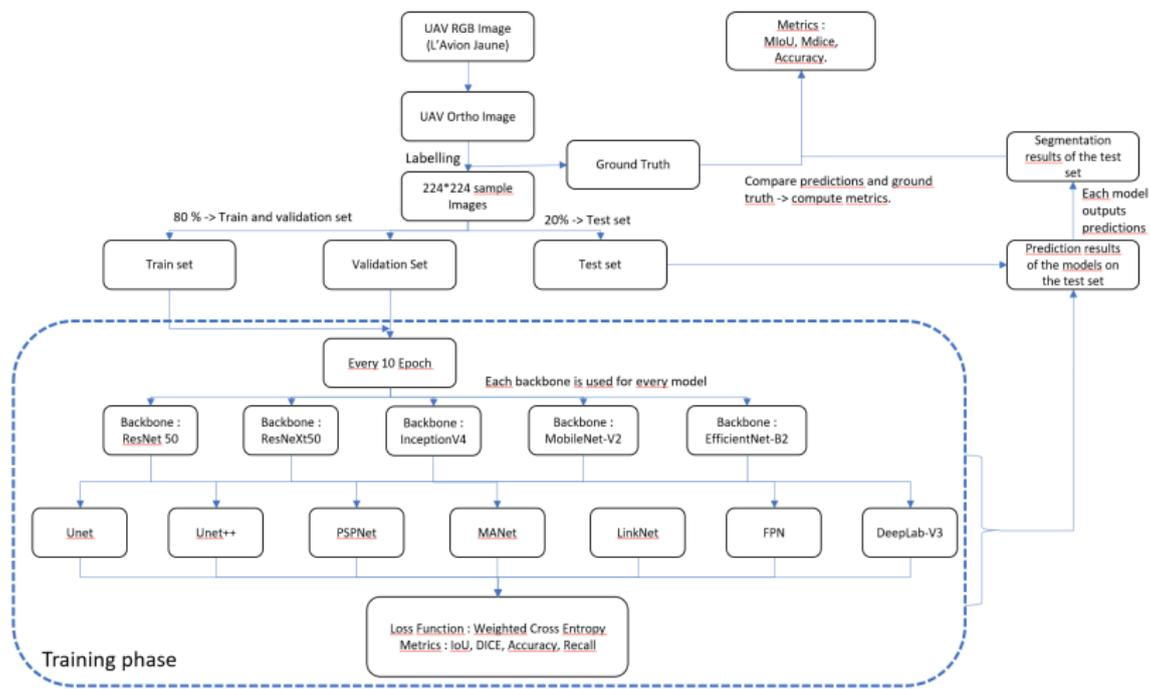 UAV RGB Image
(L'Avion Jaune)
Metrics :
MIoU, Mdice,
Accuracy.
UAV Ortho Image
Labelling
Ground Truth
Segmentation
results of the test
set
224*224 sample
Images
Compare predictions and ground
truth -> compute metrics.
Each model
outputs
predictions
80 % -> Train and validation set
20% -> Test set
Train set
Validation Set
Test set
Prediction results
of the models on
the test set
Every 10 Epoch
Each backbone is used for every model
Backbone :
ResNet 50
Backbone :
ResNeXt50
Backbone :
InceptionV4
Backbone :
MobileNet-V2
Backbone :
EfficientNet-B2
Unet
Unet++
PSPNet
MANet
LinkNet
FPN
DeepLab-V3
Loss Function : Weighted Cross Entropy
Metrics : IoU, DICE, Accuracy, Recall
Training phase